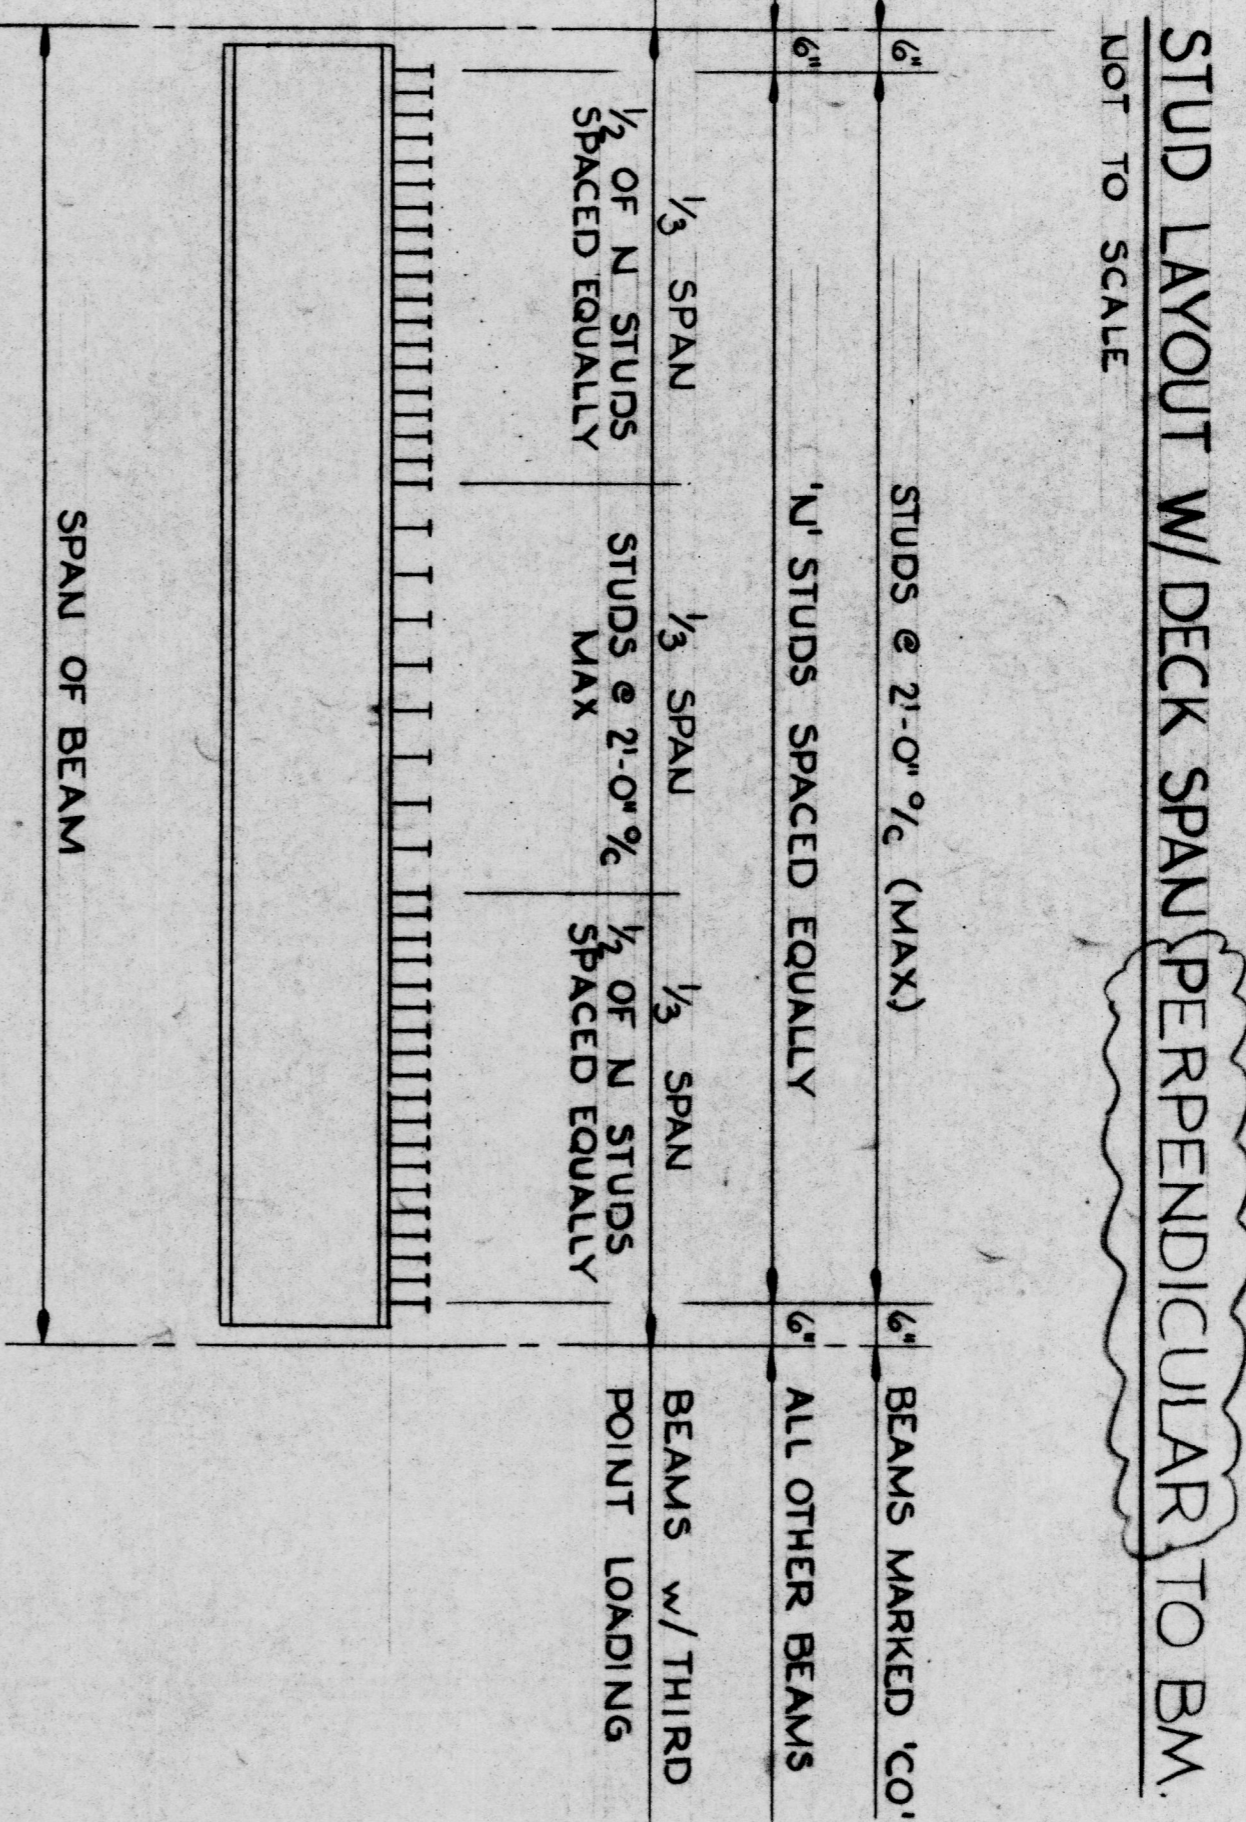 STUD LAYOUT W/ DECK SPAN PERPENDICULAR TO BM.
NOT TO SCALE
6" STUDS @ 2'-0" º/c (MAX.) 6" BEAMS MARKED 'CO'
6" 'N' STUDS SPACED EQUALLY 6" ALL OTHER BEAMS
1/3 SPAN 1/3 SPAN 1/3 SPAN BEAMS w/ THIRD
1/2 OF N STUDS STUDS @ 2'-0" º/c 1/2 OF N STUDS POINT LOADING
SPACED EQUALLY MAX SPACED EQUALLY
SPAN OF BEAM